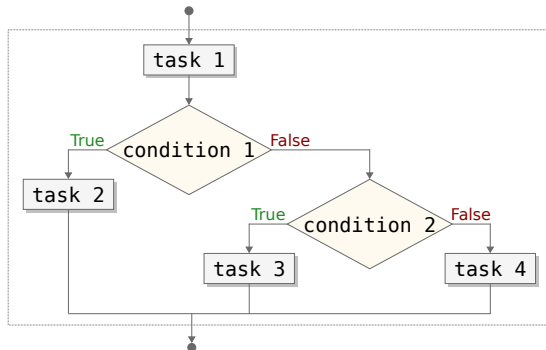 task 1
True
condition 1
False
task 2
True
condition 2
False
task 3
task 4